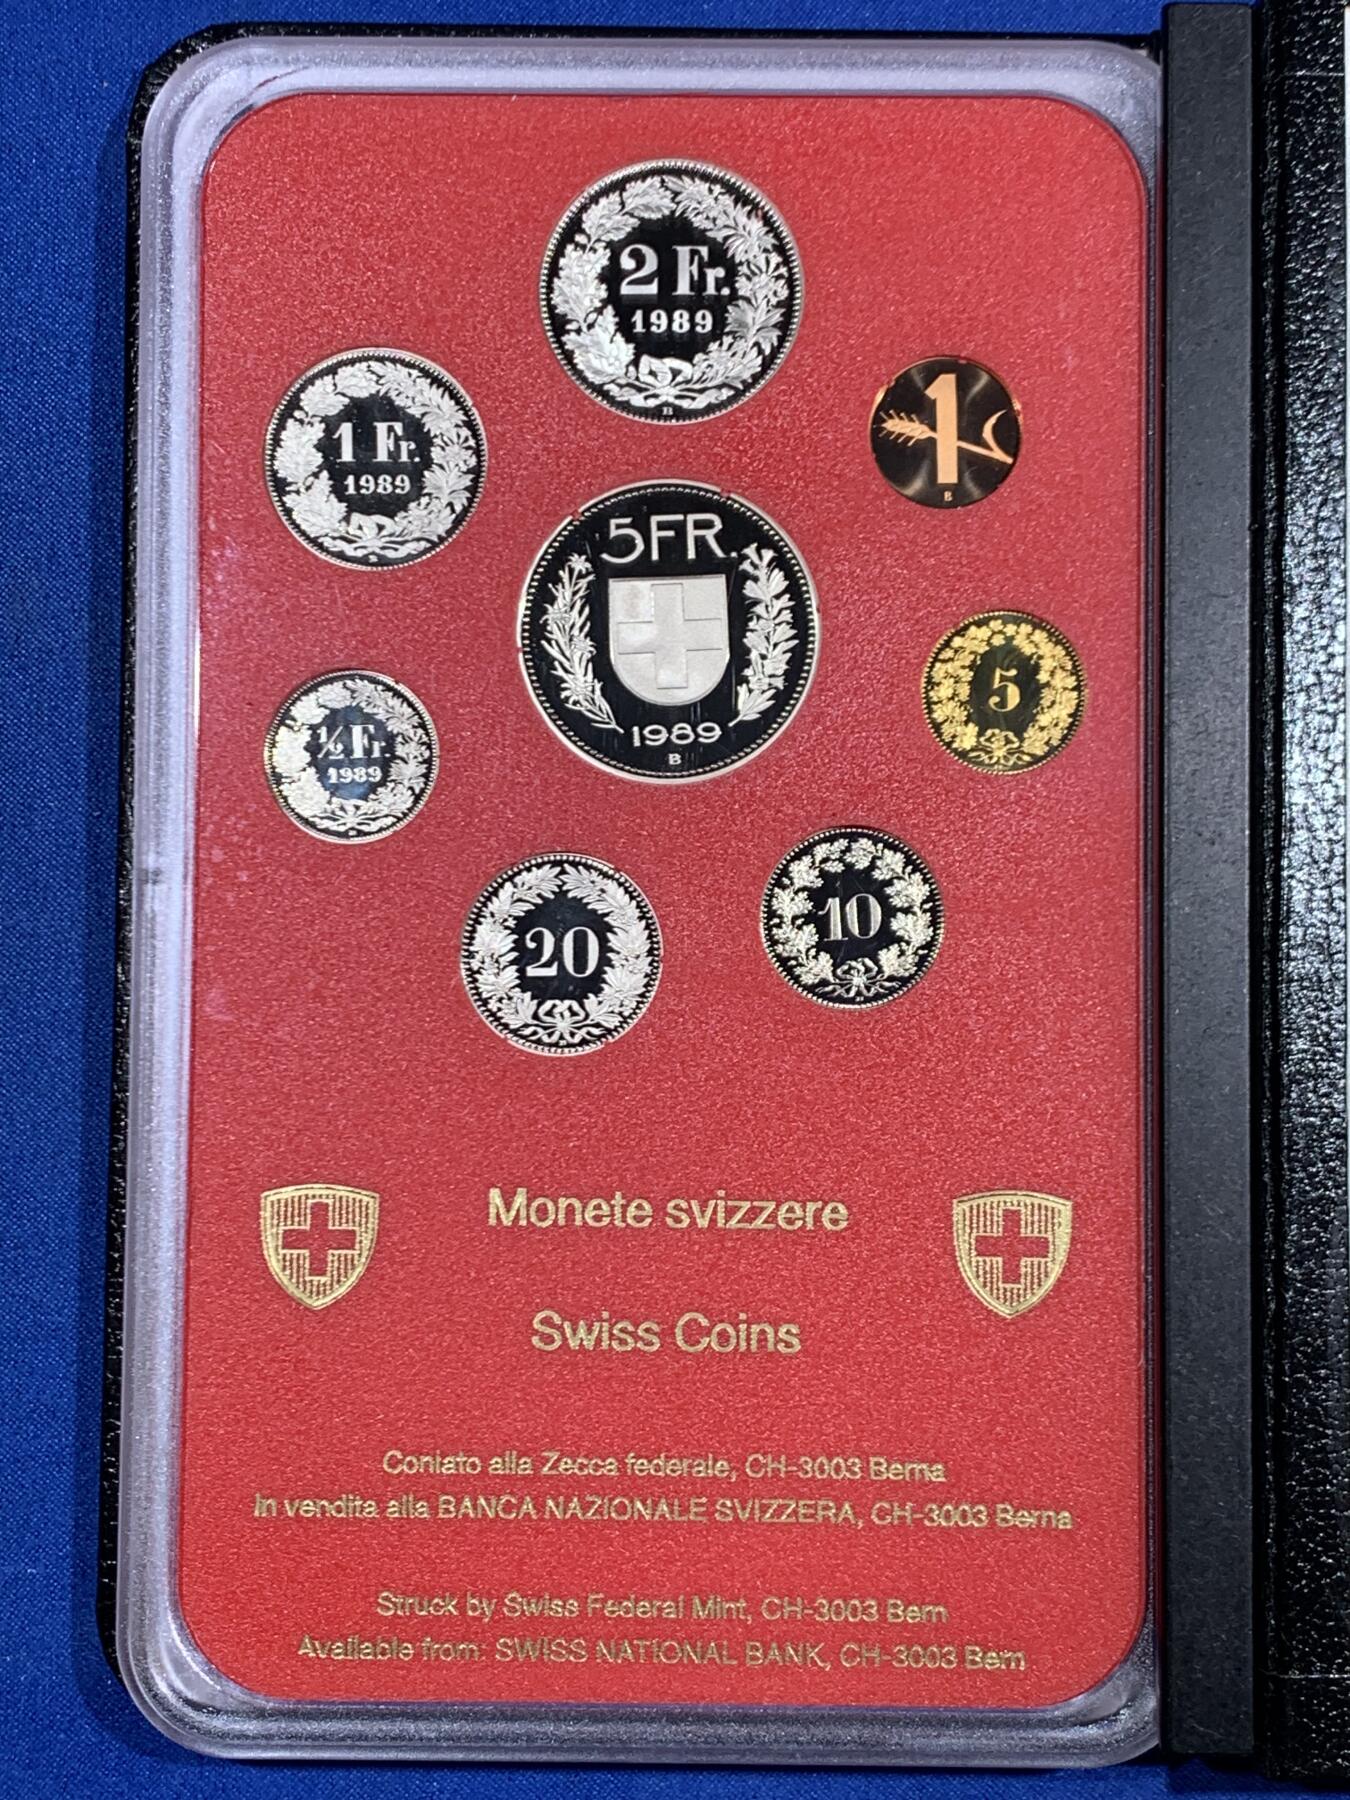 2 Fr.
1989
B
1 Fr.
1989
1
B
5 FR.
1989
B
½ Fr
1989
5
20
10
Monete svizzere
Swiss Coins
Coniato alla Zecca federale, CH-3003 Berna
In vendita alla BANCA NAZIONALE SVIZZERA, CH-3003 Berna
Struck by Swiss Federal Mint, CH-3003 Bern
Available from: SWISS NATIONAL BANK, CH-3003 Bern